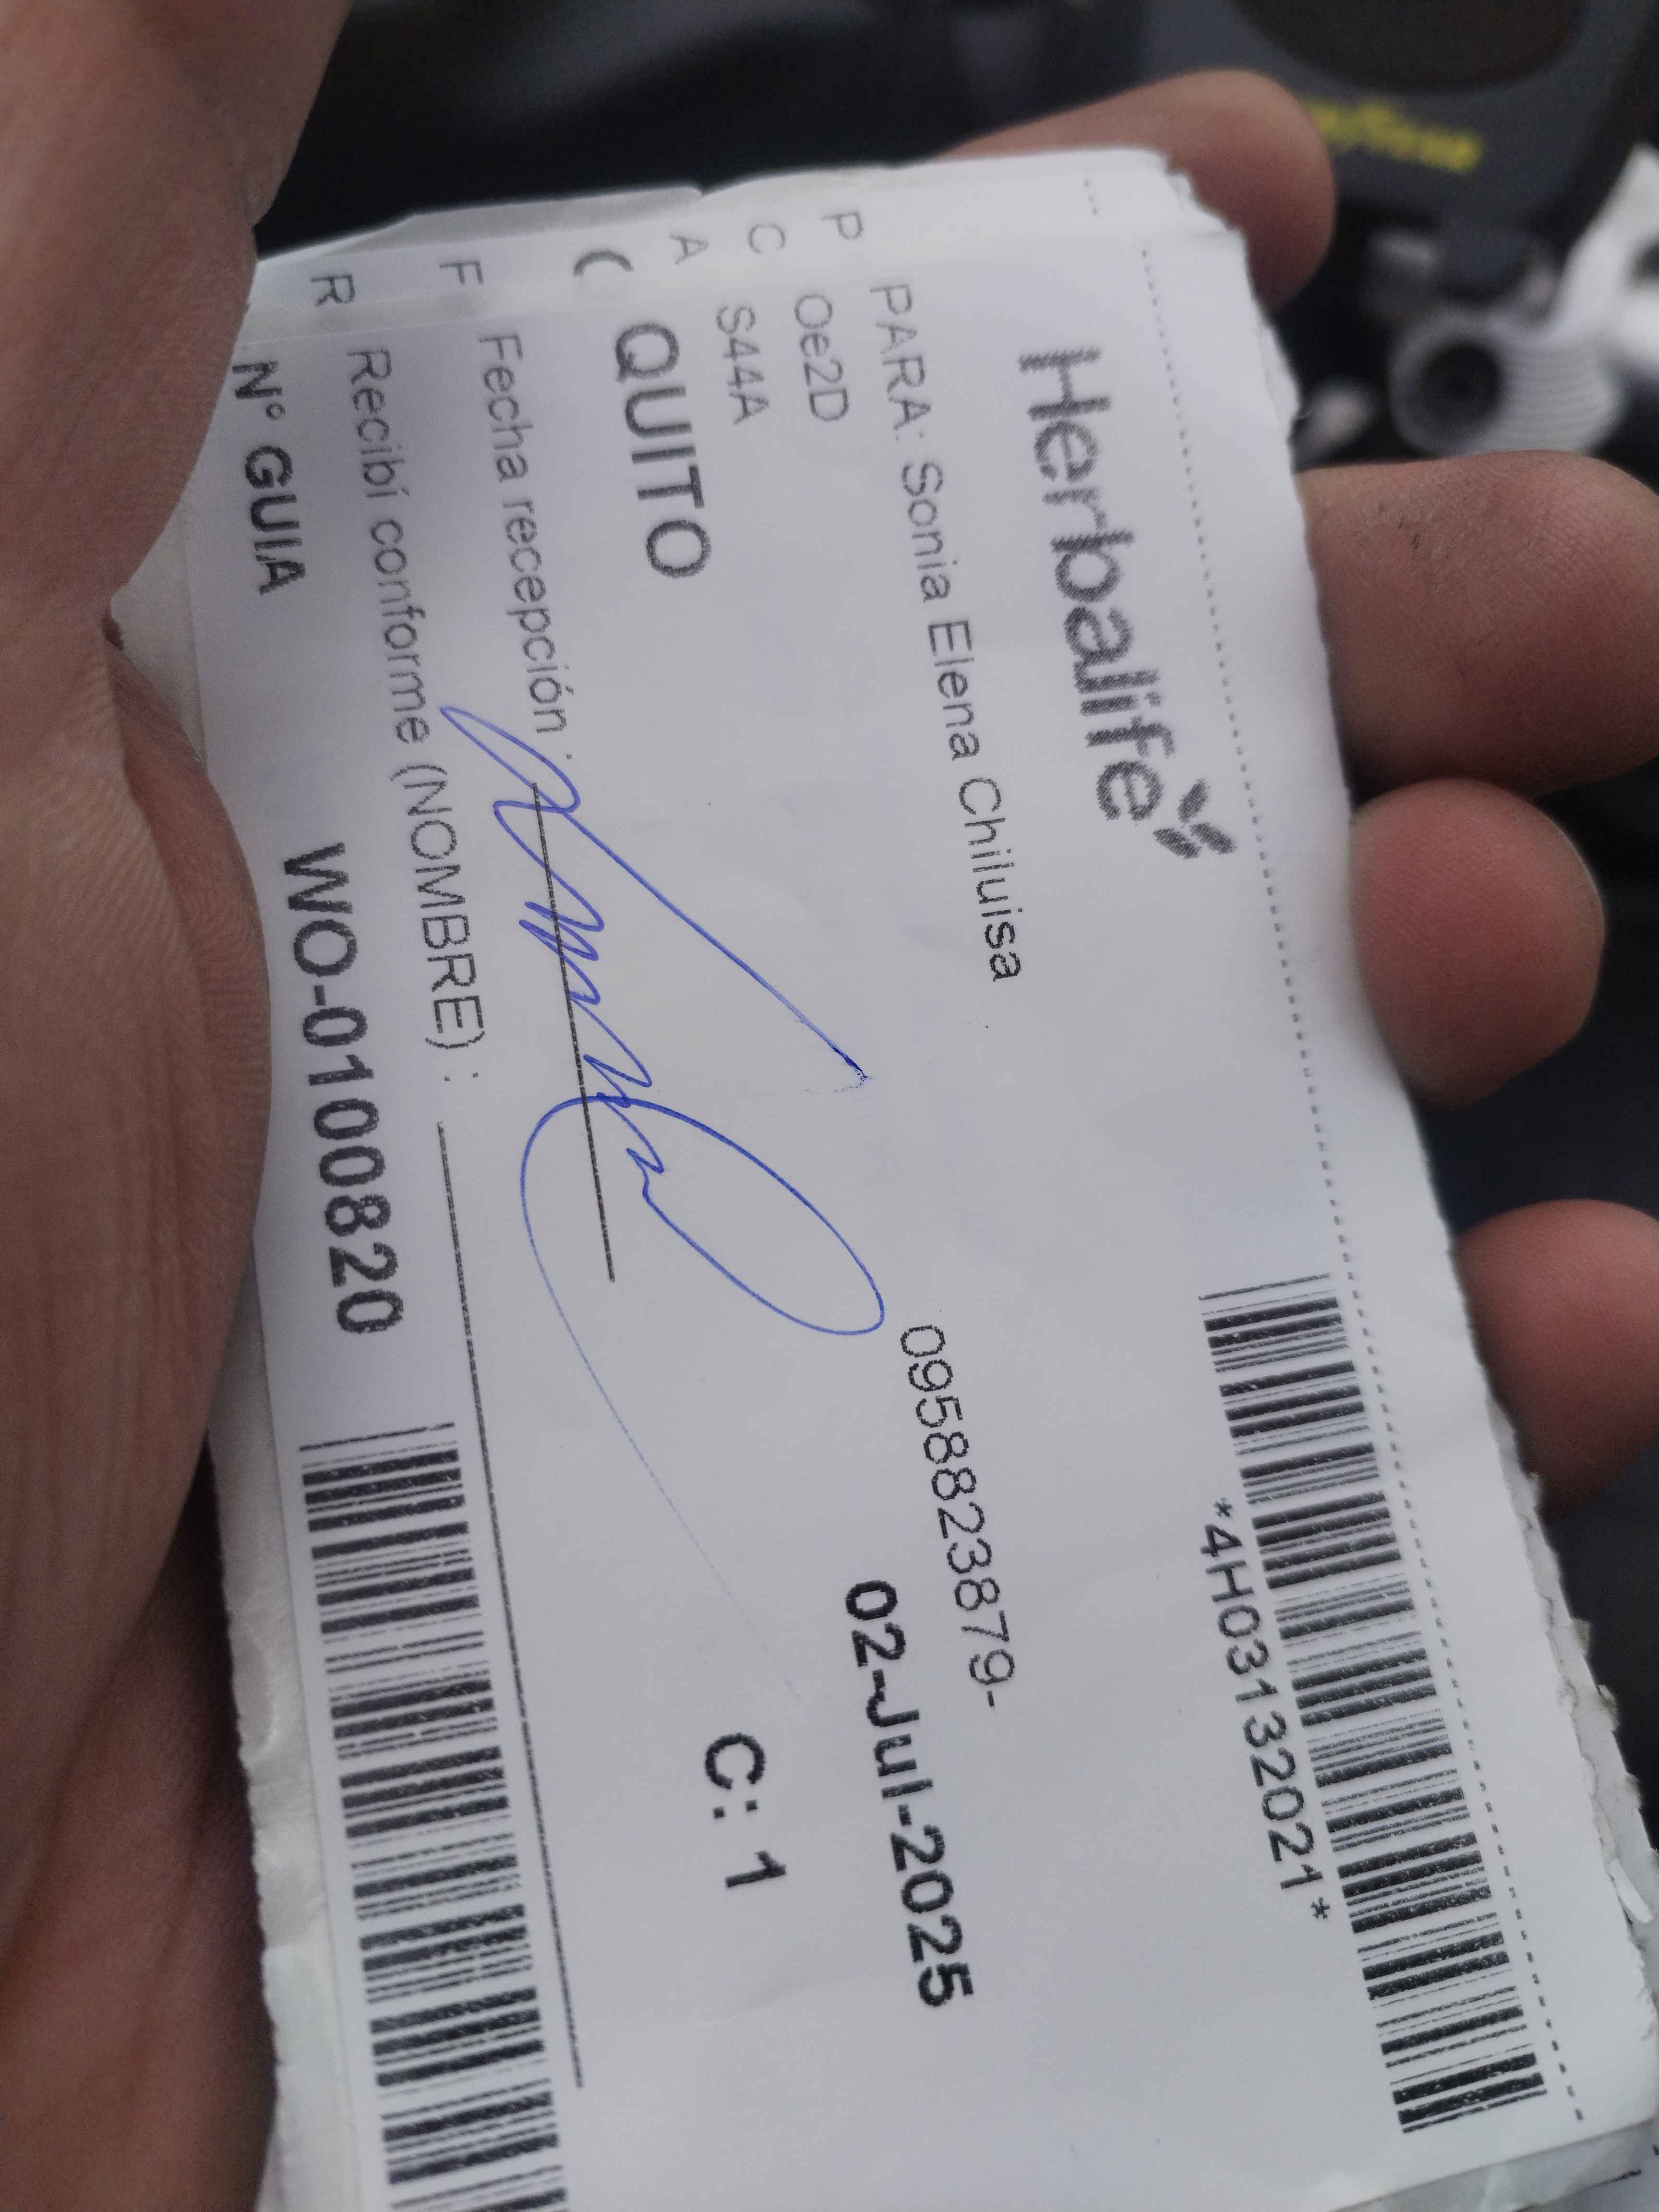 Herbalife
*4H03132021*
PARA: Sonia Elena Chiluisa 0958823879-
P Oe2D 02-Jul-2025
C S44A
A
QUITO C: 1
F Fecha recepción :
R Recibí conforme (NOMBRE) :
N° GUIA WO-0100820